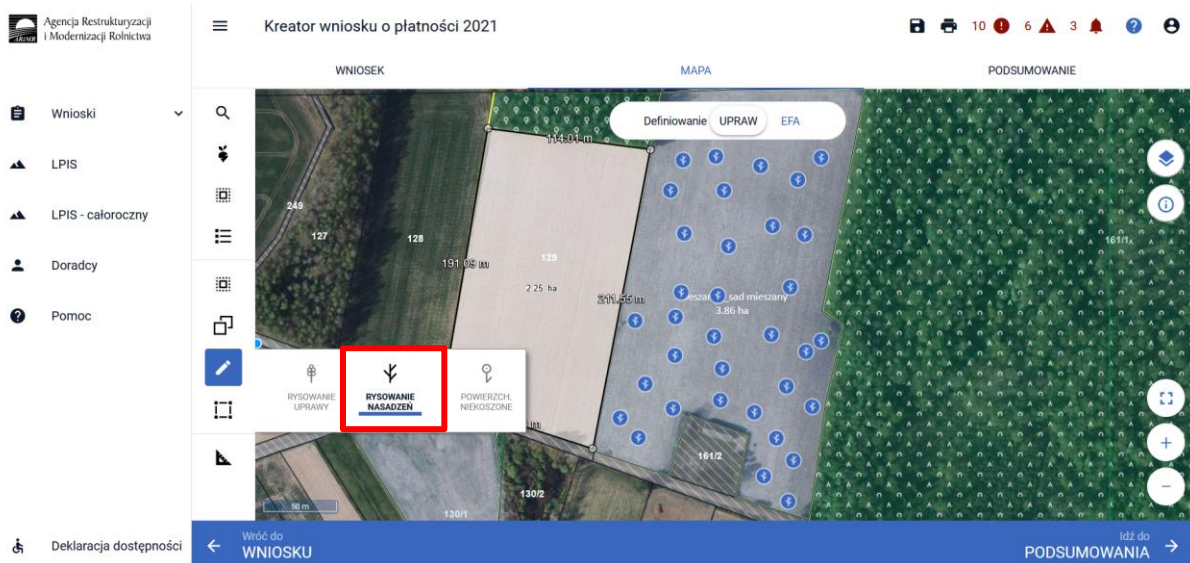 Agencja Restrukturyzacji
i Modernizacji Rolnictwa
ARiMR
Kreator wniosku o płatności 2021
10 6 3
WNIOSEK MAPA PODSUMOWANIE
Wnioski
LPIS
LPIS - całoroczny
Doradcy
Pomoc
Definiowanie UPRAW EFA
114.01 m
249
127
128
129
191.09 m
2.25 ha
211.55 m
sad mieszany
3.86 ha
161/1
RYSOWANIE
UPRAWY
RYSOWANIE
NASADZEŃ
POWIERZCH.
NIEKOSZONE
m
161/2
130/2
130/1
50 m
Deklaracja dostępności
Wróć do
WNIOSKU
Idź do
PODSUMOWANIA